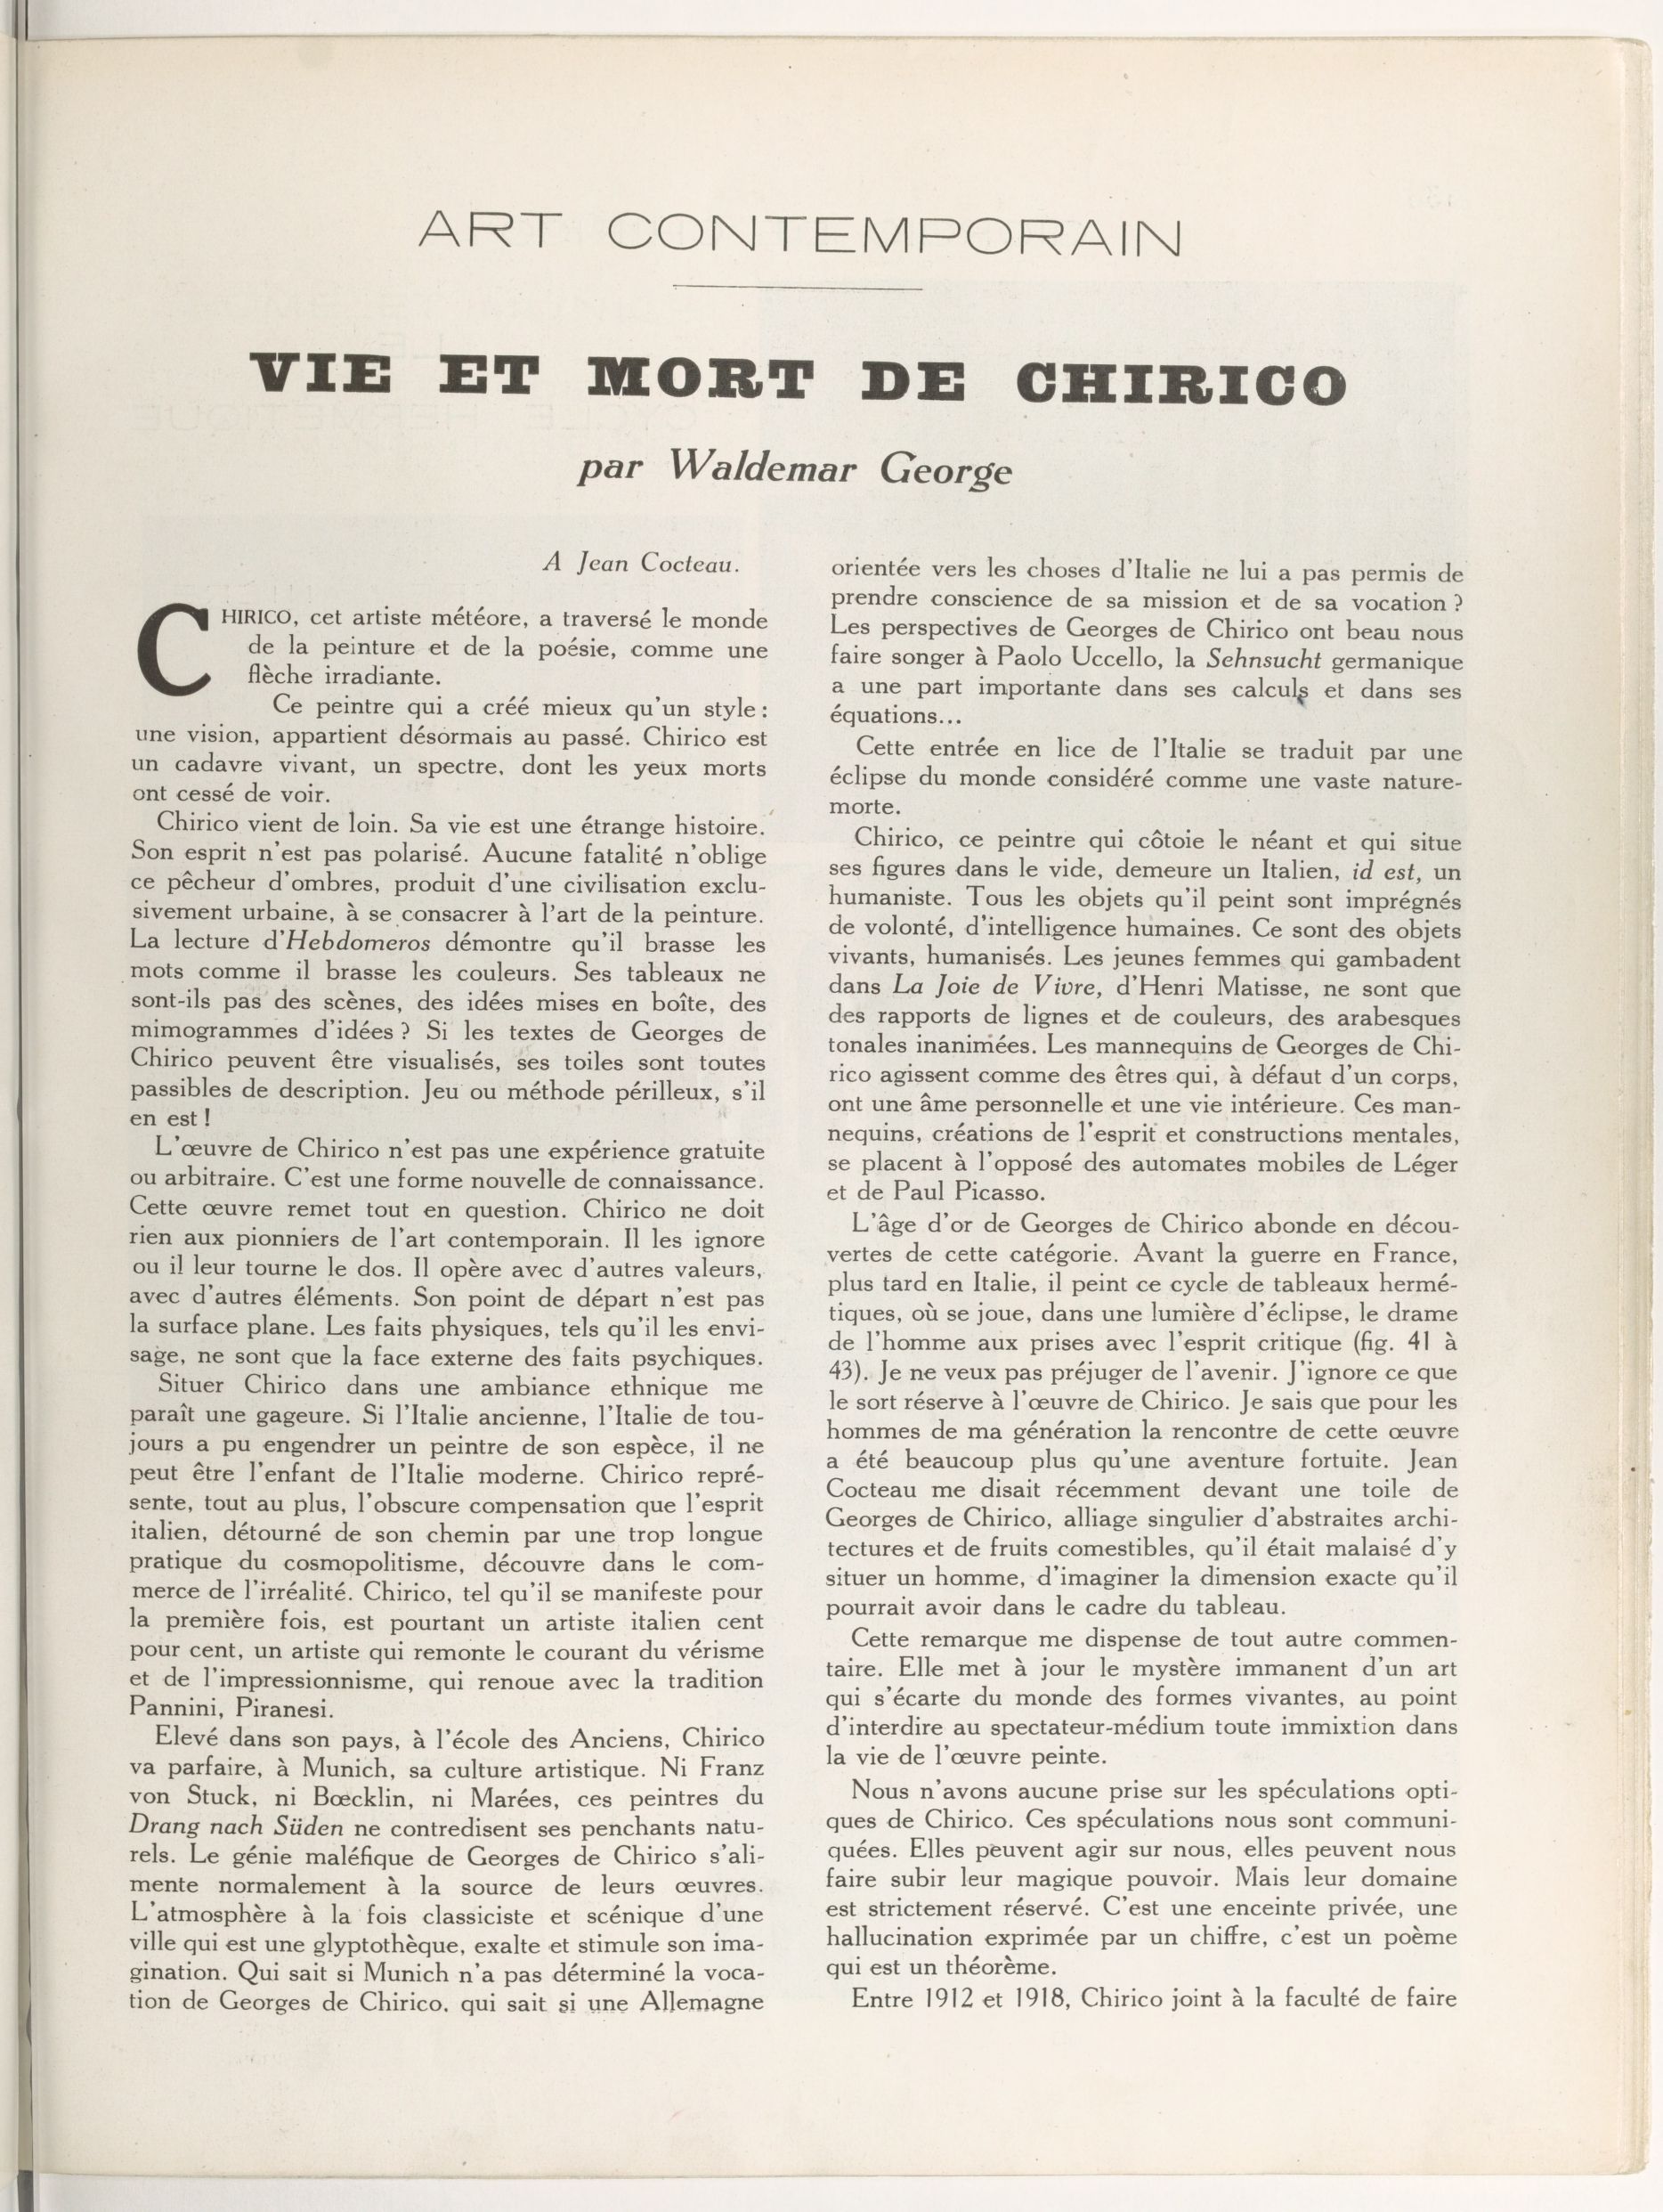 ART CONTEMPORAIN
VIE ET MORT DE CHIRICO
par Waldemar George
A Jean Cocteau.
CHIRICO, cet artiste météore, a traversé le monde
de la peinture et de la poésie, comme une
flèche irradiante.
Ce peintre qui a créé mieux qu'un style :
une vision, appartient désormais au passé. Chirico est
un cadavre vivant, un spectre, dont les yeux morts
ont cessé de voir.
Chirico vient de loin. Sa vie est une étrange histoire.
Son esprit n'est pas polarisé. Aucune fatalité n'oblige
ce pêcheur d'ombres, produit d'une civilisation exclu-
sivement urbaine, à se consacrer à l'art de la peinture.
La lecture d'Hebdomeros démontre qu'il brasse les
mots comme il brasse les couleurs. Ses tableaux ne
sont-ils pas des scènes, des idées mises en boîte, des
mimogrammes d'idées ? Si les textes de Georges de
Chirico peuvent être visualisés, ses toiles sont toutes
passibles de description. Jeu ou méthode périlleux, s'il
en est !
L'œuvre de Chirico n'est pas une expérience gratuite
ou arbitraire. C'est une forme nouvelle de connaissance.
Cette œuvre remet tout en question. Chirico ne doit
rien aux pionniers de l'art contemporain. Il les ignore
ou il leur tourne le dos. Il opère avec d'autres valeurs,
avec d'autres éléments. Son point de départ n'est pas
la surface plane. Les faits physiques, tels qu'il les envi-
sage, ne sont que la face externe des faits psychiques.
Situer Chirico dans une ambiance ethnique me
paraît une gageure. Si l'Italie ancienne, l'Italie de tou-
jours a pu engendrer un peintre de son espèce, il ne
peut être l'enfant de l'Italie moderne. Chirico repré-
sente, tout au plus, l'obscure compensation que l'esprit
italien, détourné de son chemin par une trop longue
pratique du cosmopolitisme, découvre dans le com-
merce de l'irréalité. Chirico, tel qu'il se manifeste pour
la première fois, est pourtant un artiste italien cent
pour cent, un artiste qui remonte le courant du vérisme
et de l'impressionnisme, qui renoue avec la tradition
Pannini, Piranesi.
Elevé dans son pays, à l'école des Anciens, Chirico
va parfaire, à Munich, sa culture artistique. Ni Franz
von Stuck, ni Bœcklin, ni Marées, ces peintres du
Drang nach Süden ne contredisent ses penchants natu-
rels. Le génie maléfique de Georges de Chirico s'ali-
mente normalement à la source de leurs œuvres.
L'atmosphère à la fois classiciste et scénique d'une
ville qui est une glyptothèque, exalte et stimule son ima-
gination. Qui sait si Munich n'a pas déterminé la voca-
tion de Georges de Chirico, qui sait si une Allemagne
orientée vers les choses d'Italie ne lui a pas permis de
prendre conscience de sa mission et de sa vocation ?
Les perspectives de Georges de Chirico ont beau nous
faire songer à Paolo Uccello, la Sehnsucht germanique
a une part importante dans ses calculs et dans ses
équations...
Cette entrée en lice de l'Italie se traduit par une
éclipse du monde considéré comme une vaste nature-
morte.
Chirico, ce peintre qui côtoie le néant et qui situe
ses figures dans le vide, demeure un Italien, id est, un
humaniste. Tous les objets qu'il peint sont imprégnés
de volonté, d'intelligence humaines. Ce sont des objets
vivants, humanisés. Les jeunes femmes qui gambadent
dans La Joie de Vivre, d'Henri Matisse, ne sont que
des rapports de lignes et de couleurs, des arabesques
tonales inanimées. Les mannequins de Georges de Chi-
rico agissent comme des êtres qui, à défaut d'un corps,
ont une âme personnelle et une vie intérieure. Ces man-
nequins, créations de l'esprit et constructions mentales,
se placent à l'opposé des automates mobiles de Léger
et de Paul Picasso.
L'âge d'or de Georges de Chirico abonde en décou-
vertes de cette catégorie. Avant la guerre en France,
plus tard en Italie, il peint ce cycle de tableaux hermé-
tiques, où se joue, dans une lumière d'éclipse, le drame
de l'homme aux prises avec l'esprit critique (fig. 41 à
43). Je ne veux pas préjuger de l'avenir. J'ignore ce que
le sort réserve à l'œuvre de Chirico. Je sais que pour les
hommes de ma génération la rencontre de cette œuvre
a été beaucoup plus qu'une aventure fortuite. Jean
Cocteau me disait récemment devant une toile de
Georges de Chirico, alliage singulier d'abstraites archi-
tectures et de fruits comestibles, qu'il était malaisé d'y
situer un homme, d'imaginer la dimension exacte qu'il
pourrait avoir dans le cadre du tableau.
Cette remarque me dispense de tout autre commen-
taire. Elle met à jour le mystère immanent d'un art
qui s'écarte du monde des formes vivantes, au point
d'interdire au spectateur-médium toute immixtion dans
la vie de l'œuvre peinte.
Nous n'avons aucune prise sur les spéculations opti-
ques de Chirico. Ces spéculations nous sont communi-
quées. Elles peuvent agir sur nous, elles peuvent nous
faire subir leur magique pouvoir. Mais leur domaine
est strictement réservé. C'est une enceinte privée, une
hallucination exprimée par un chiffre, c'est un poème
qui est un théorème.
Entre 1912 et 1918, Chirico joint à la faculté de faire